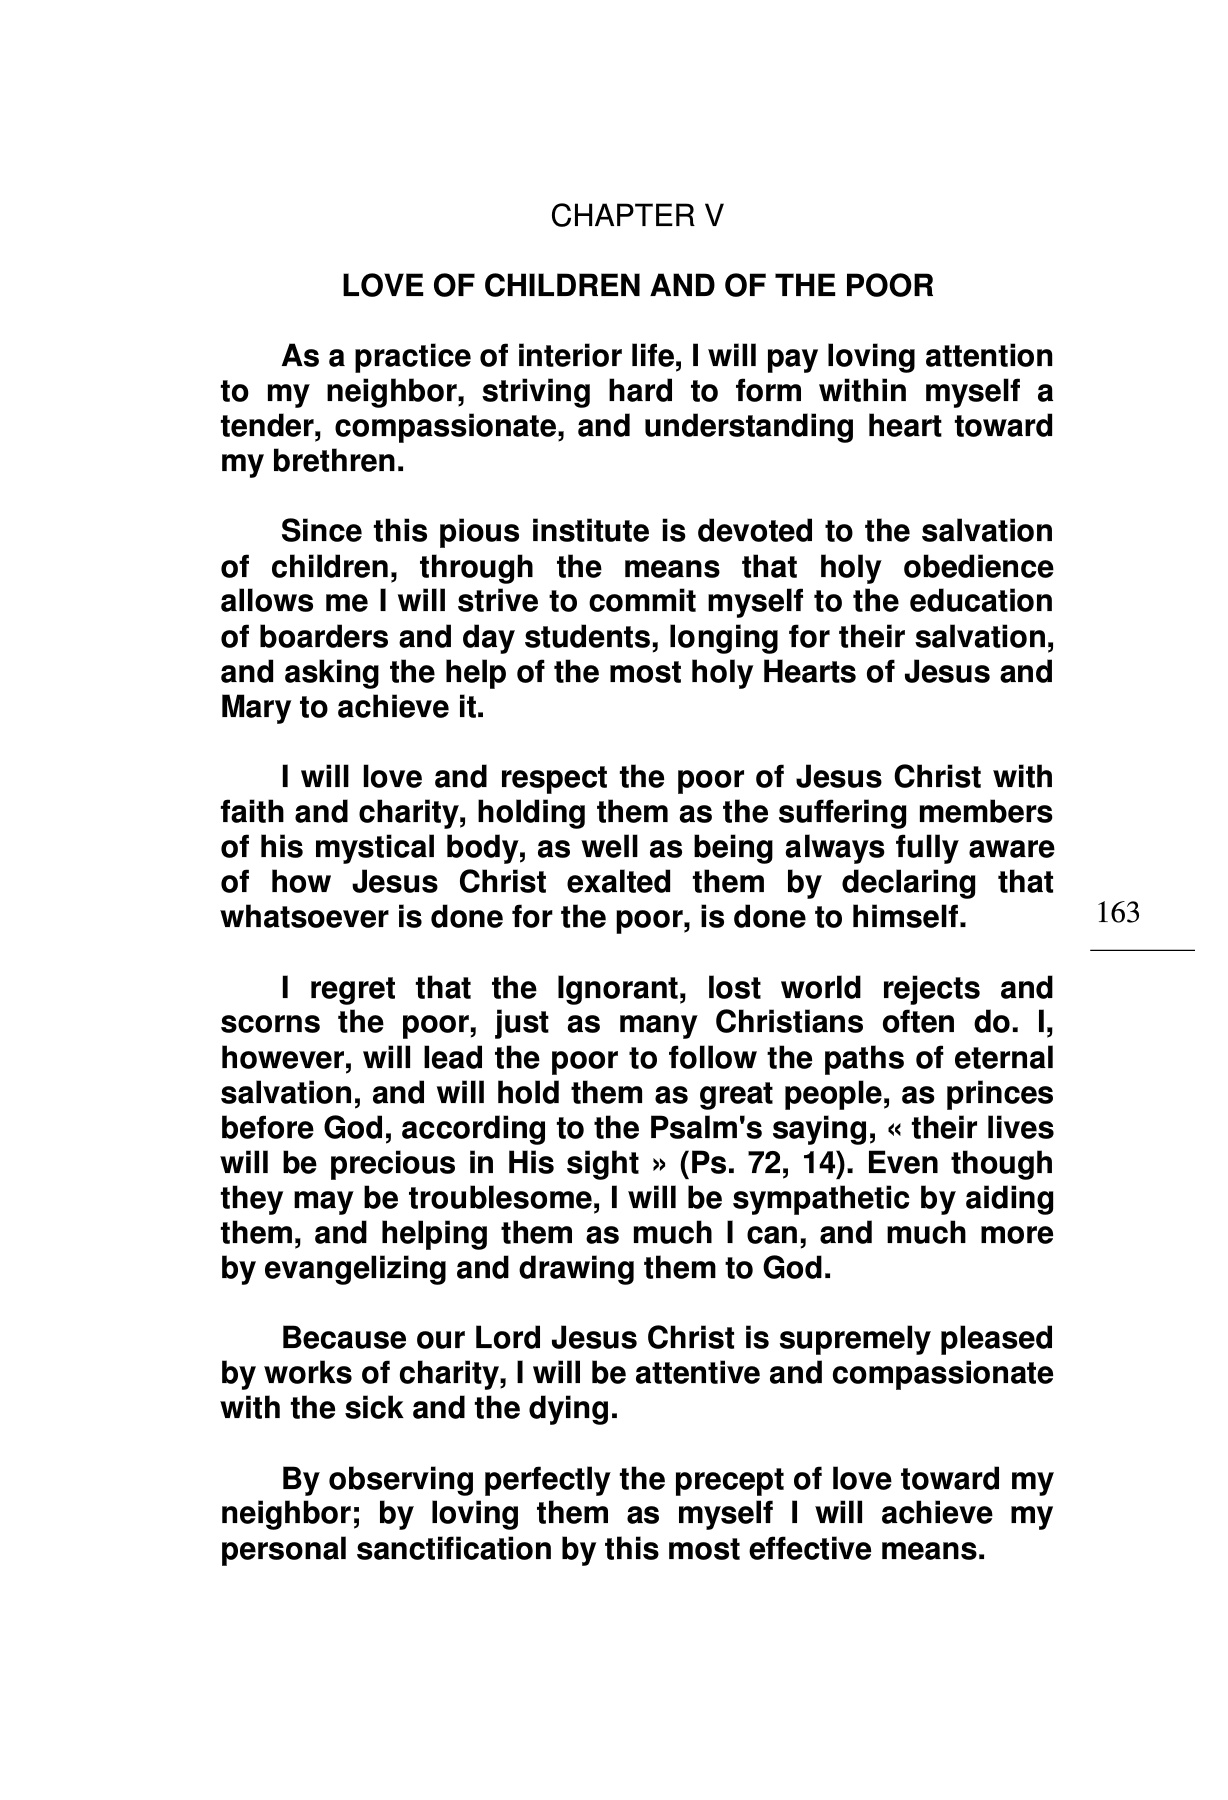 CHAPTER V
LOVE OF CHILDREN AND OF THE POOR
As a practice of interior life, I will pay loving attention
to my neighbor, striving hard to form within myself a
tender, compassionate, and understanding heart toward
my brethren.
Since this pious institute is devoted to the salvation
of children, through the means that holy obedience
allows me I will strive to commit myself to the education
of boarders and day students, longing for their salvation,
and asking the help of the most holy Hearts of Jesus and
Mary to achieve it.
I will love and respect the poor of Jesus Christ with
faith and charity, holding them as the suffering members
of his mystical body, as well as being always fully aware
of how Jesus Christ exalted them by declaring that
whatsoever is done for the poor, is done to himself.
163
I regret that the Ignorant, lost world rejects and
scorns the poor, just as many Christians often do. I,
however, will lead the poor to follow the paths of eternal
salvation, and will hold them as great people, as princes
before God, according to the Psalm's saying, « their lives
will be precious in His sight » (Ps. 72, 14). Even though
they may be troublesome, I will be sympathetic by aiding
them, and helping them as much I can, and much more
by evangelizing and drawing them to God.
Because our Lord Jesus Christ is supremely pleased
by works of charity, I will be attentive and compassionate
with the sick and the dying.
By observing perfectly the precept of love toward my
neighbor; by loving them as myself I will achieve my
personal sanctification by this most effective means.